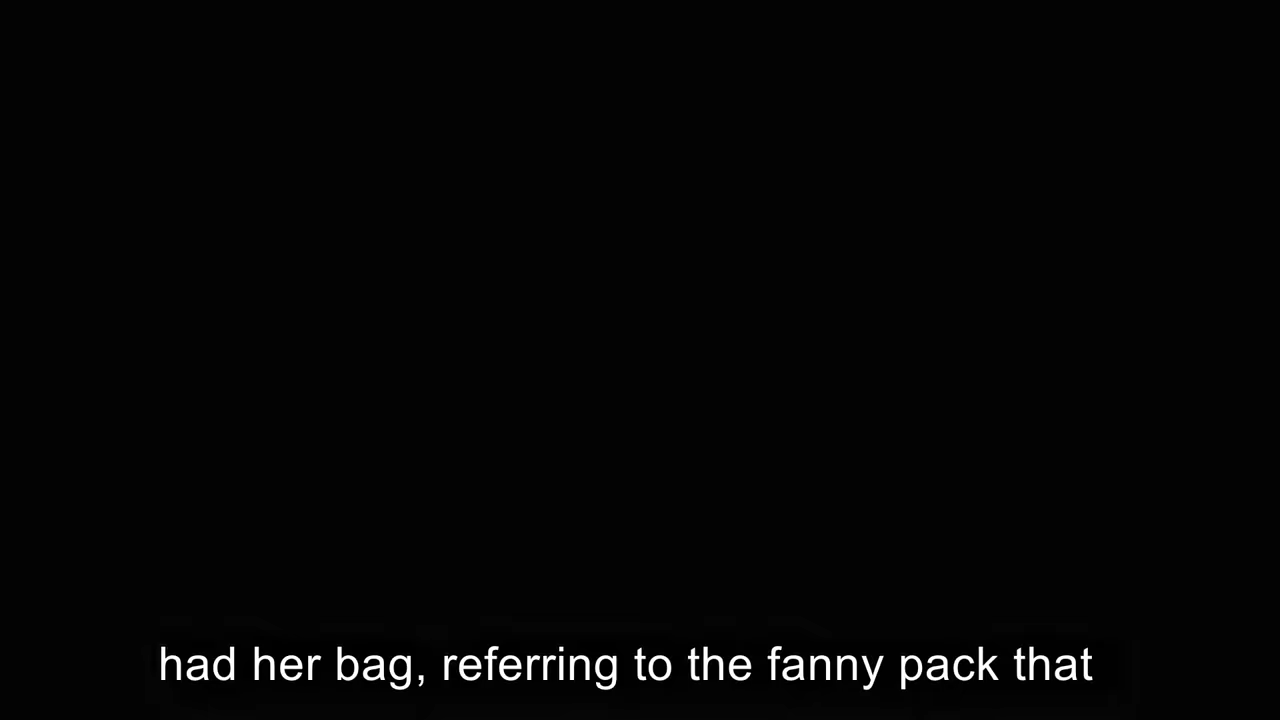 had her bag, referring to the fanny pack that